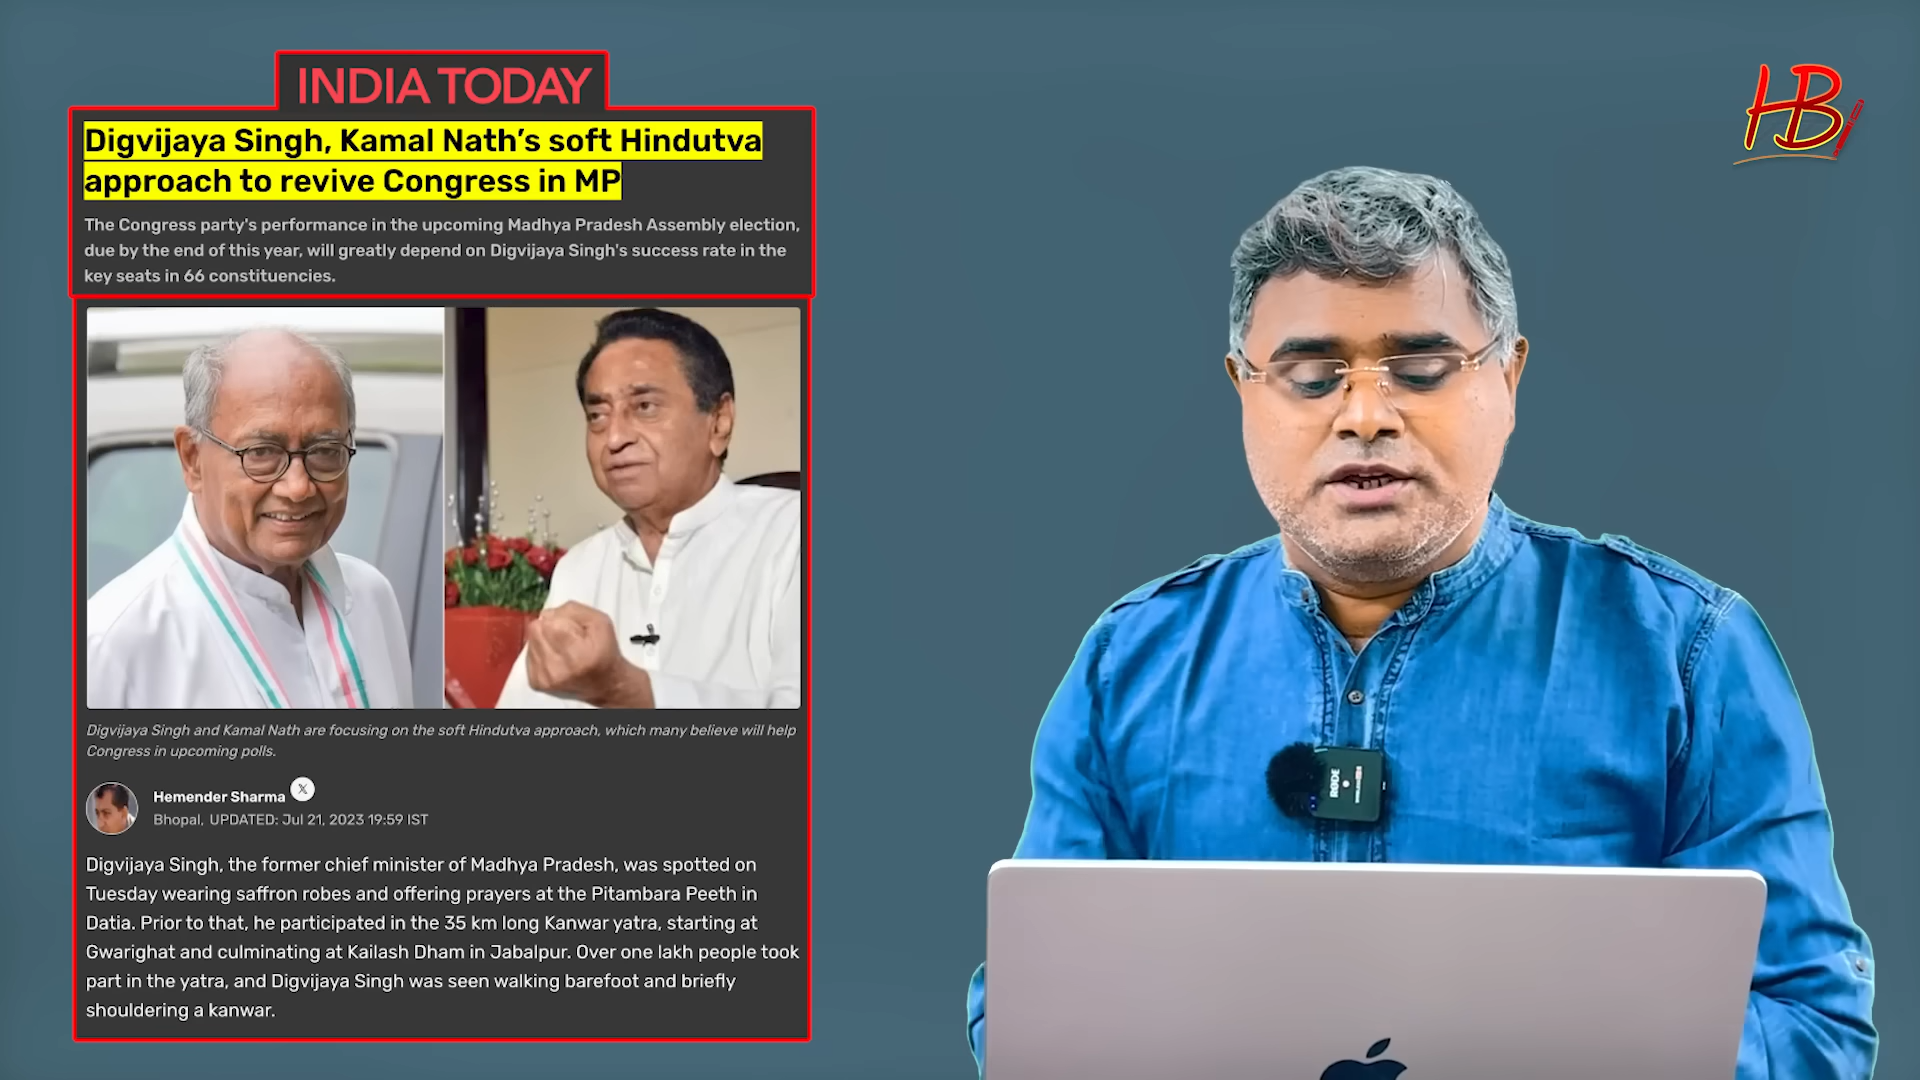 INDIA TODAY
Digvijaya Singh, Kamal Nath’s soft Hindutva
approach to revive Congress in MP
The Congress party's performance in the upcoming Madhya Pradesh Assembly election,
due by the end of this year, will greatly depend on Digvijaya Singh's success rate in the
key seats in 66 constituencies.
Digvijaya Singh and Kamal Nath are focusing on the soft Hindutva approach, which many believe will help
Congress in upcoming polls.
Hemender Sharma
Bhopal, UPDATED: Jul 21, 2023 19:59 IST
Digvijaya Singh, the former chief minister of Madhya Pradesh, was spotted on
Tuesday wearing saffron robes and offering prayers at the Pitambara Peeth in
Datia. Prior to that, he participated in the 35 km long Kanwar yatra, starting at
Gwarighat and culminating at Kailash Dham in Jabalpur. Over one lakh people took
part in the yatra, and Digvijaya Singh was seen walking barefoot and briefly
shouldering a kanwar.
HB
RODE